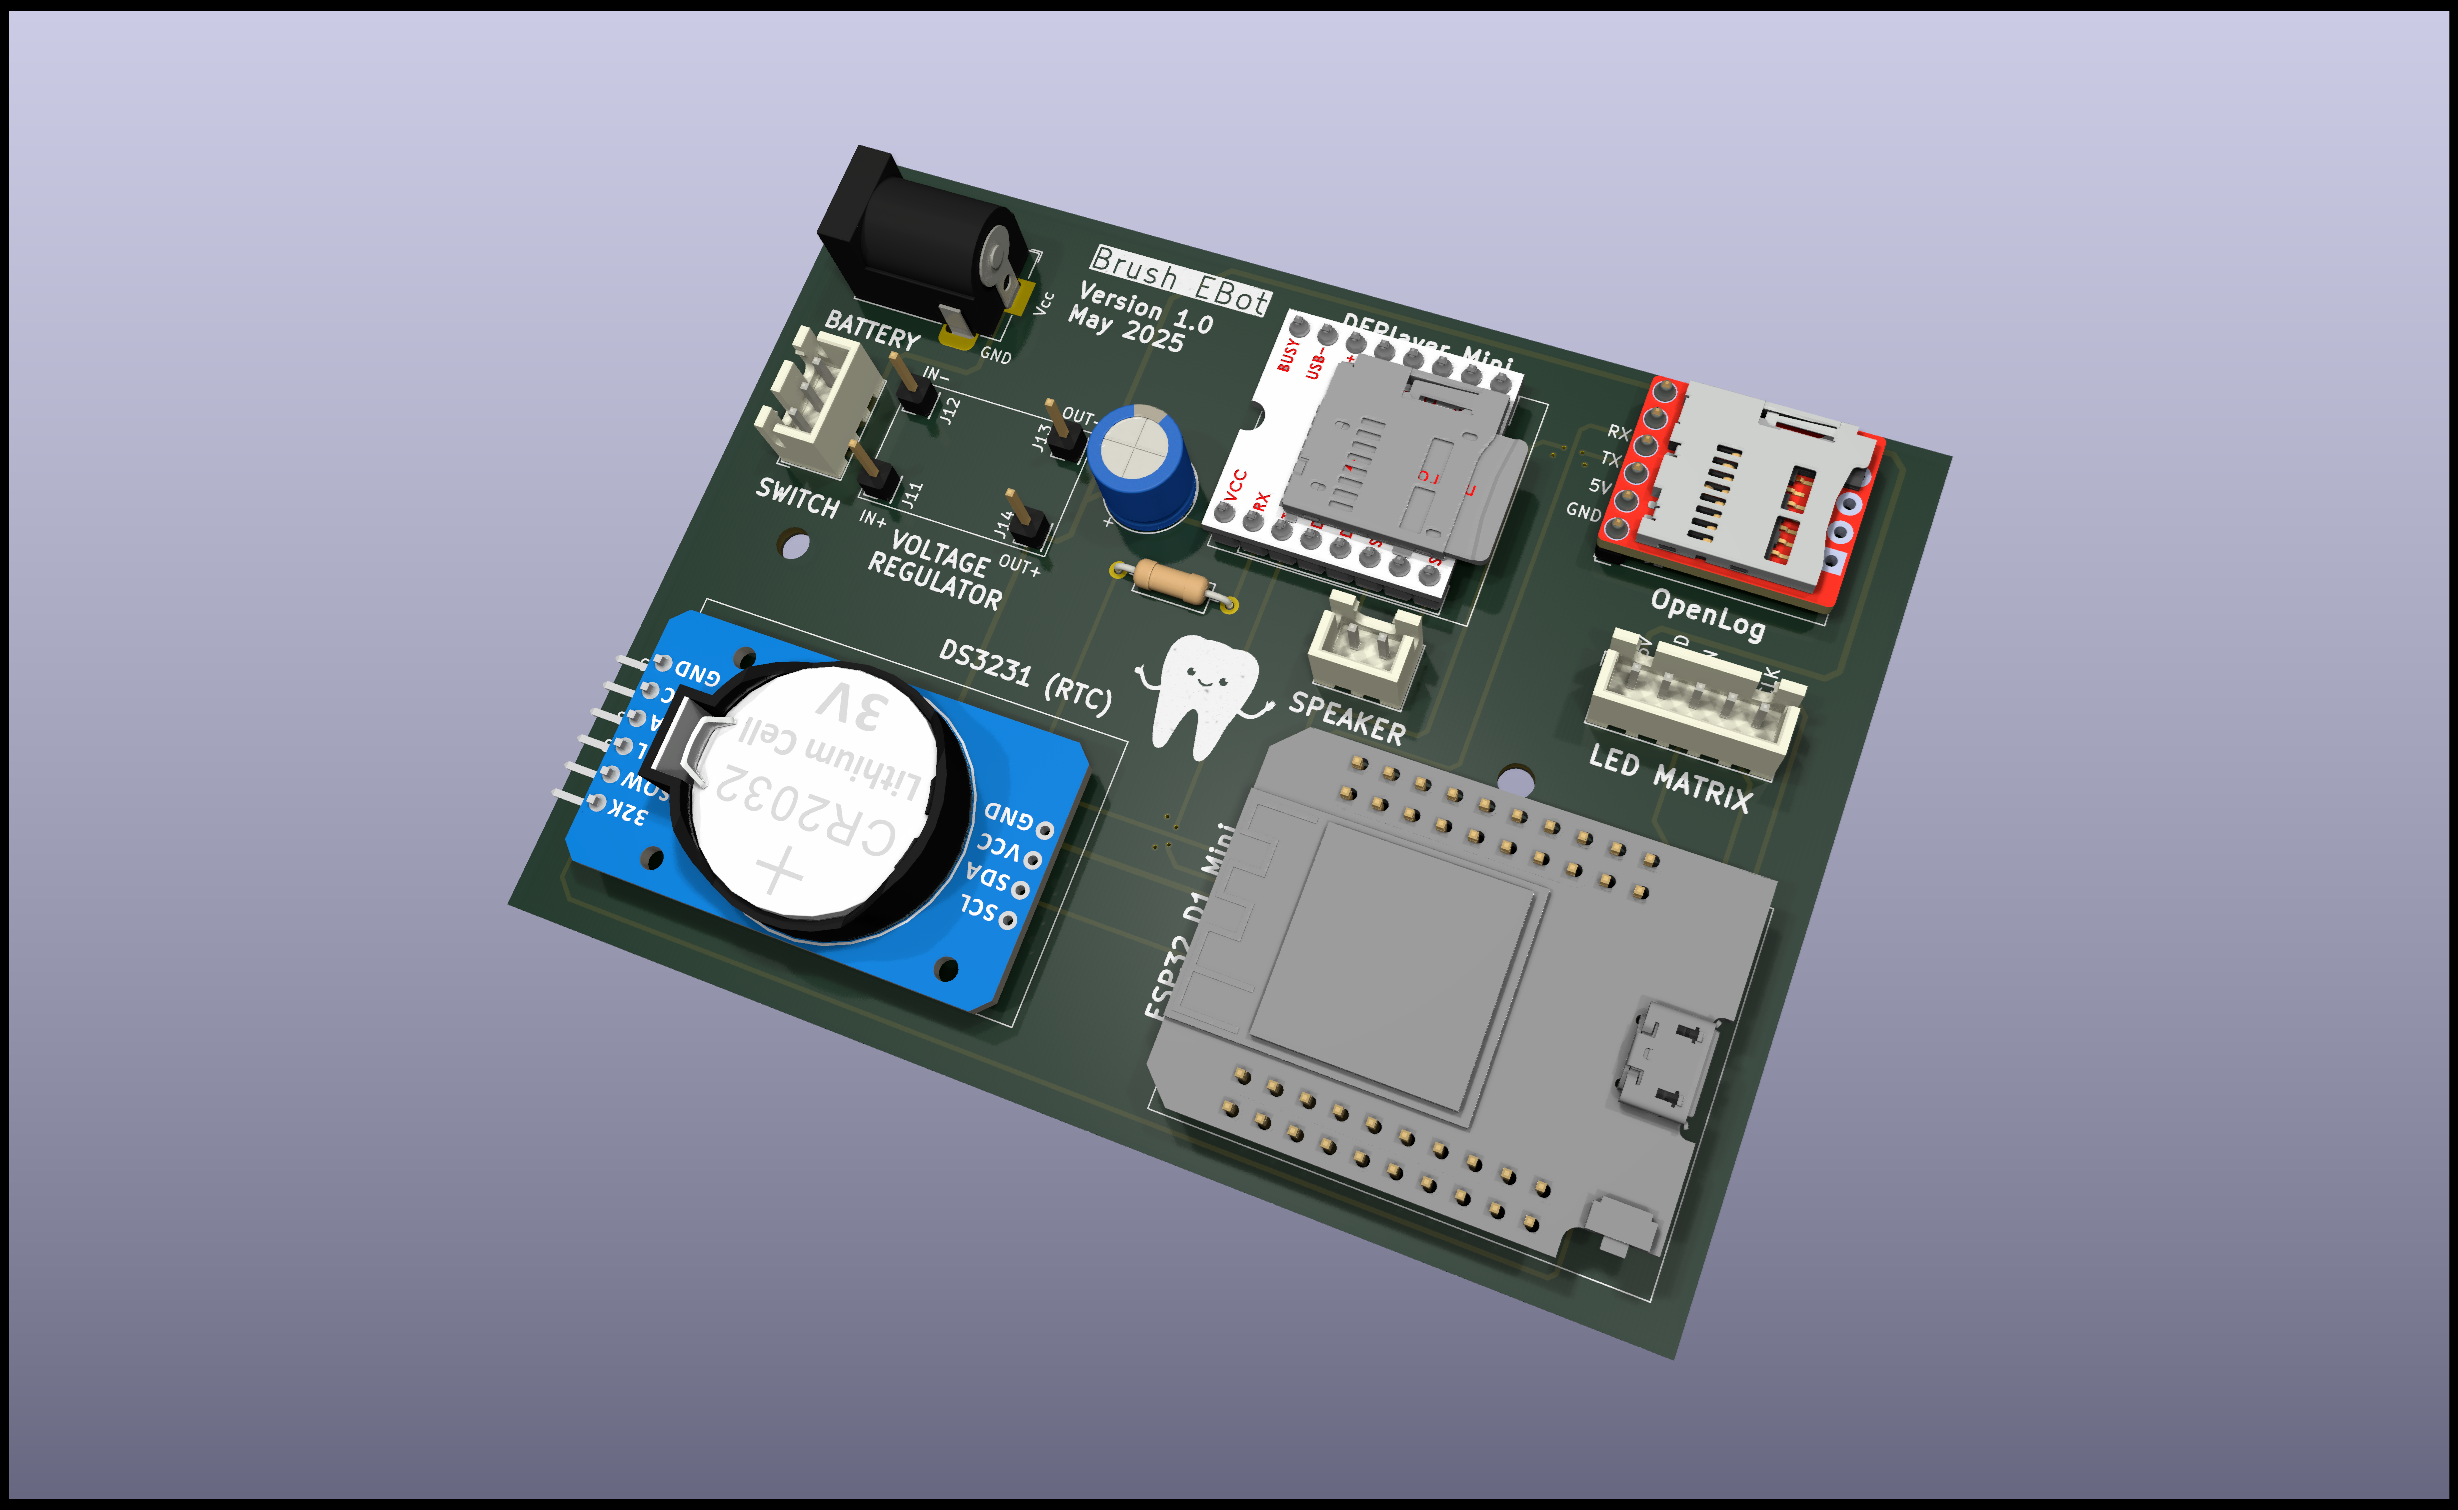 Brush EBot
Version 1.0
May 2025
Vcc
GND
BATTERY
SWITCH
IN-
J12
IN+
J11
OUT-
J13
J14
OUT+
VOLTAGE
REGULATOR
+
DFPlayer Mini
BUSY
USB-
+
VCC
RX
RX
TX
5V
GND
OpenLog
SPEAKER
LED MATRIX
DS3231 (RTC)
GND
SQW
32K
3V
Lithium Cell
CR2032
+
GND
VCC
SDA
SCL
ESP32 D1 Mini